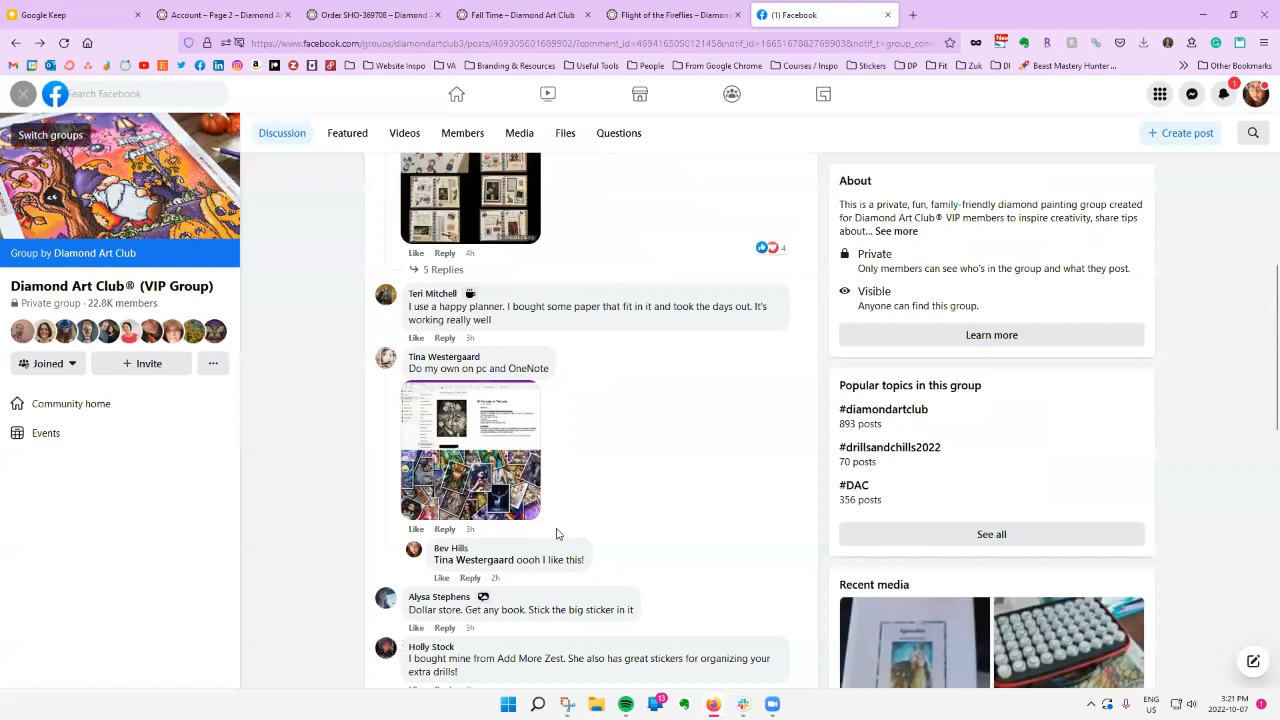 Google
Account - Page 2 - Diamond A
Order SHO-369708 - Diamond
Fall Time - Diamond Art Club
Flight of the Fireflies - Diamond
(1) Facebook
https://www.facebook.com
New
Website Inspo
VA
Branding & Resources
Useful Tools
People
From Google Chrome
Courses / Inspo
Stickers
DP
Fit
Zuk
DI
Beast Mastery Hunter ...
Other Bookmarks
Search Facebook
1
Switch groups
Discussion
Featured
Videos
Members
Media
Files
Questions
+ Create post
Group by Diamond Art Club
Diamond Art Club® (VIP Group)
Private group · 22.8K members
Joined
+ Invite
Community home
Events
Like Reply 4h
4
5 Replies
Teri Mitchell
I use a happy planner. I bought some paper that fit in it and took the days out. It's
working really well
Like Reply 3h
Tina Westergaard
Do my own on pc and OneNote
Like Reply 3h
Bev Hills
Tina Westergaard oooh I like this!
Like Reply 2h
Alysa Stephens
Dollar store. Get any book. Stick the big sticker in it
Like Reply 3h
Holly Stock
I bought mine from Add More Zest. She also has great stickers for organizing your
extra drills!
About
This is a private, fun, family-friendly diamond painting group created
for Diamond Art Club® VIP members to inspire creativity, share tips
about... See more
Private
Only members can see who's in the group and what they post.
Visible
Anyone can find this group.
Learn more
Popular topics in this group
#diamondartclub
893 posts
#drillsandchills2022
70 posts
#DAC
356 posts
See all
Recent media
13
ENG
US
3:21 PM
2022-10-07
1